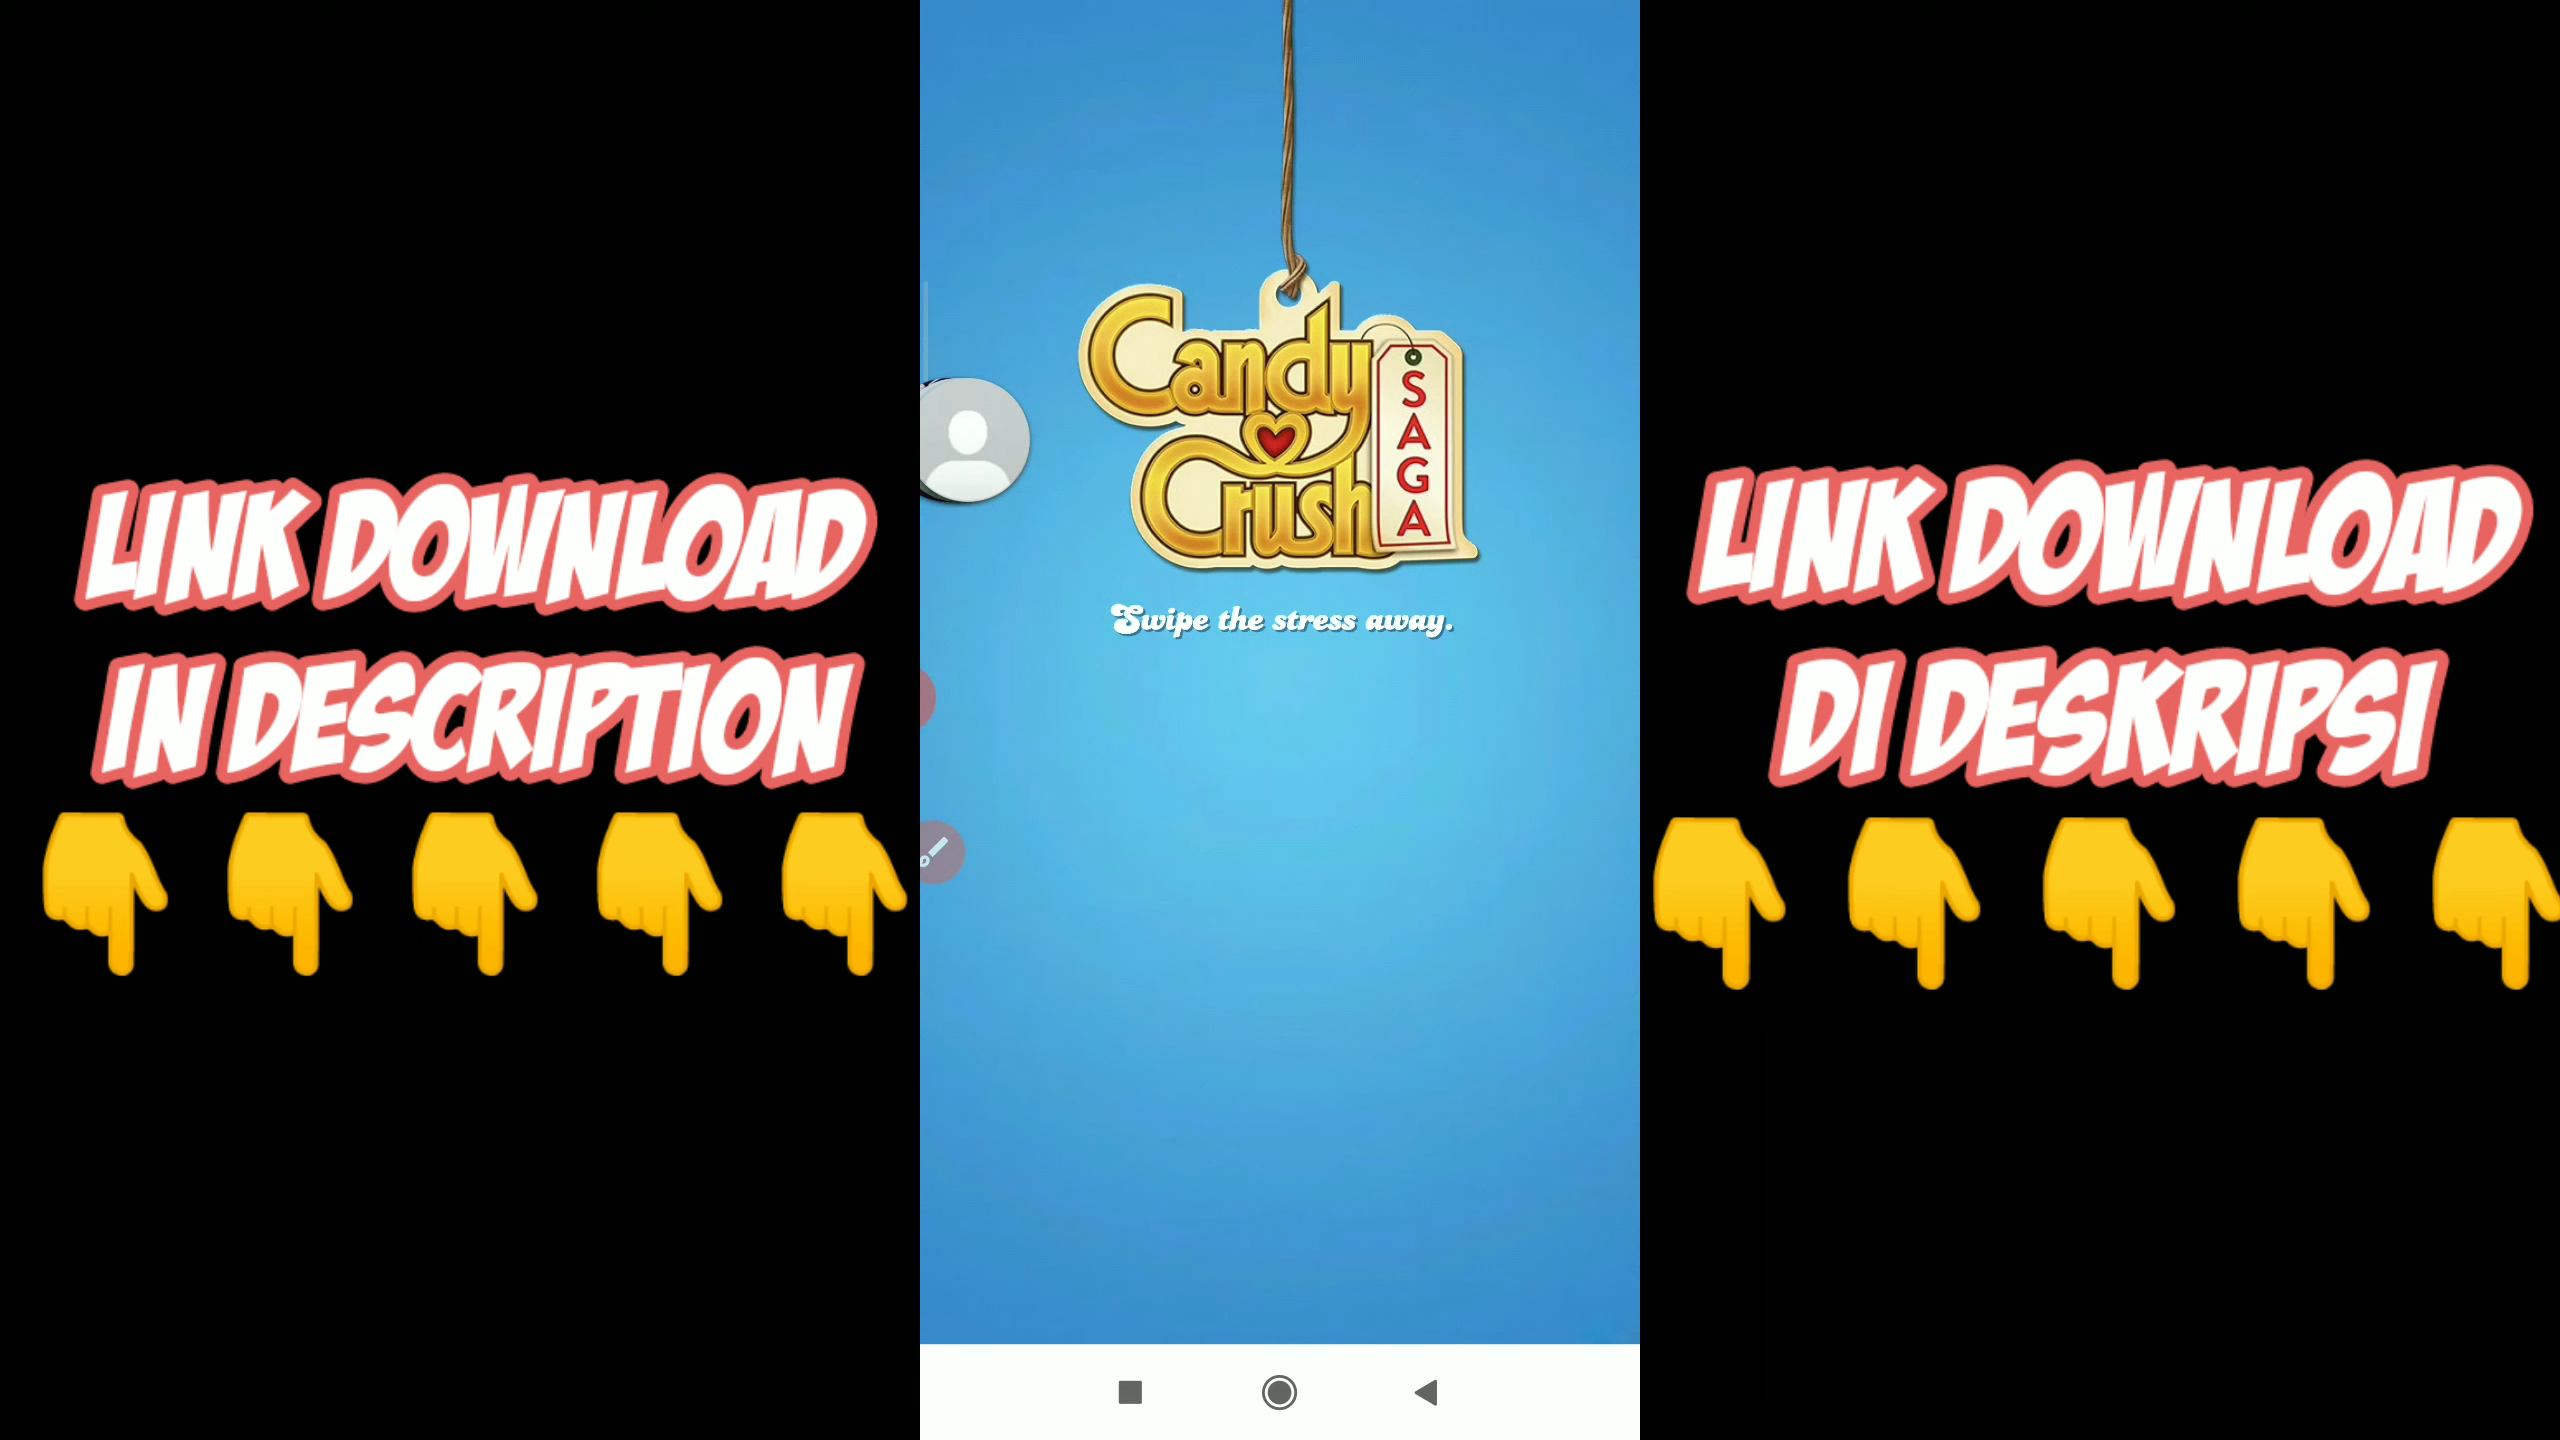 LINK DOWNLOAD
IN DESCRIPTION
Candy
Crush
SAGA
Swipe the stress away.
LINK DOWNLOAD
DI DESKRIPSI